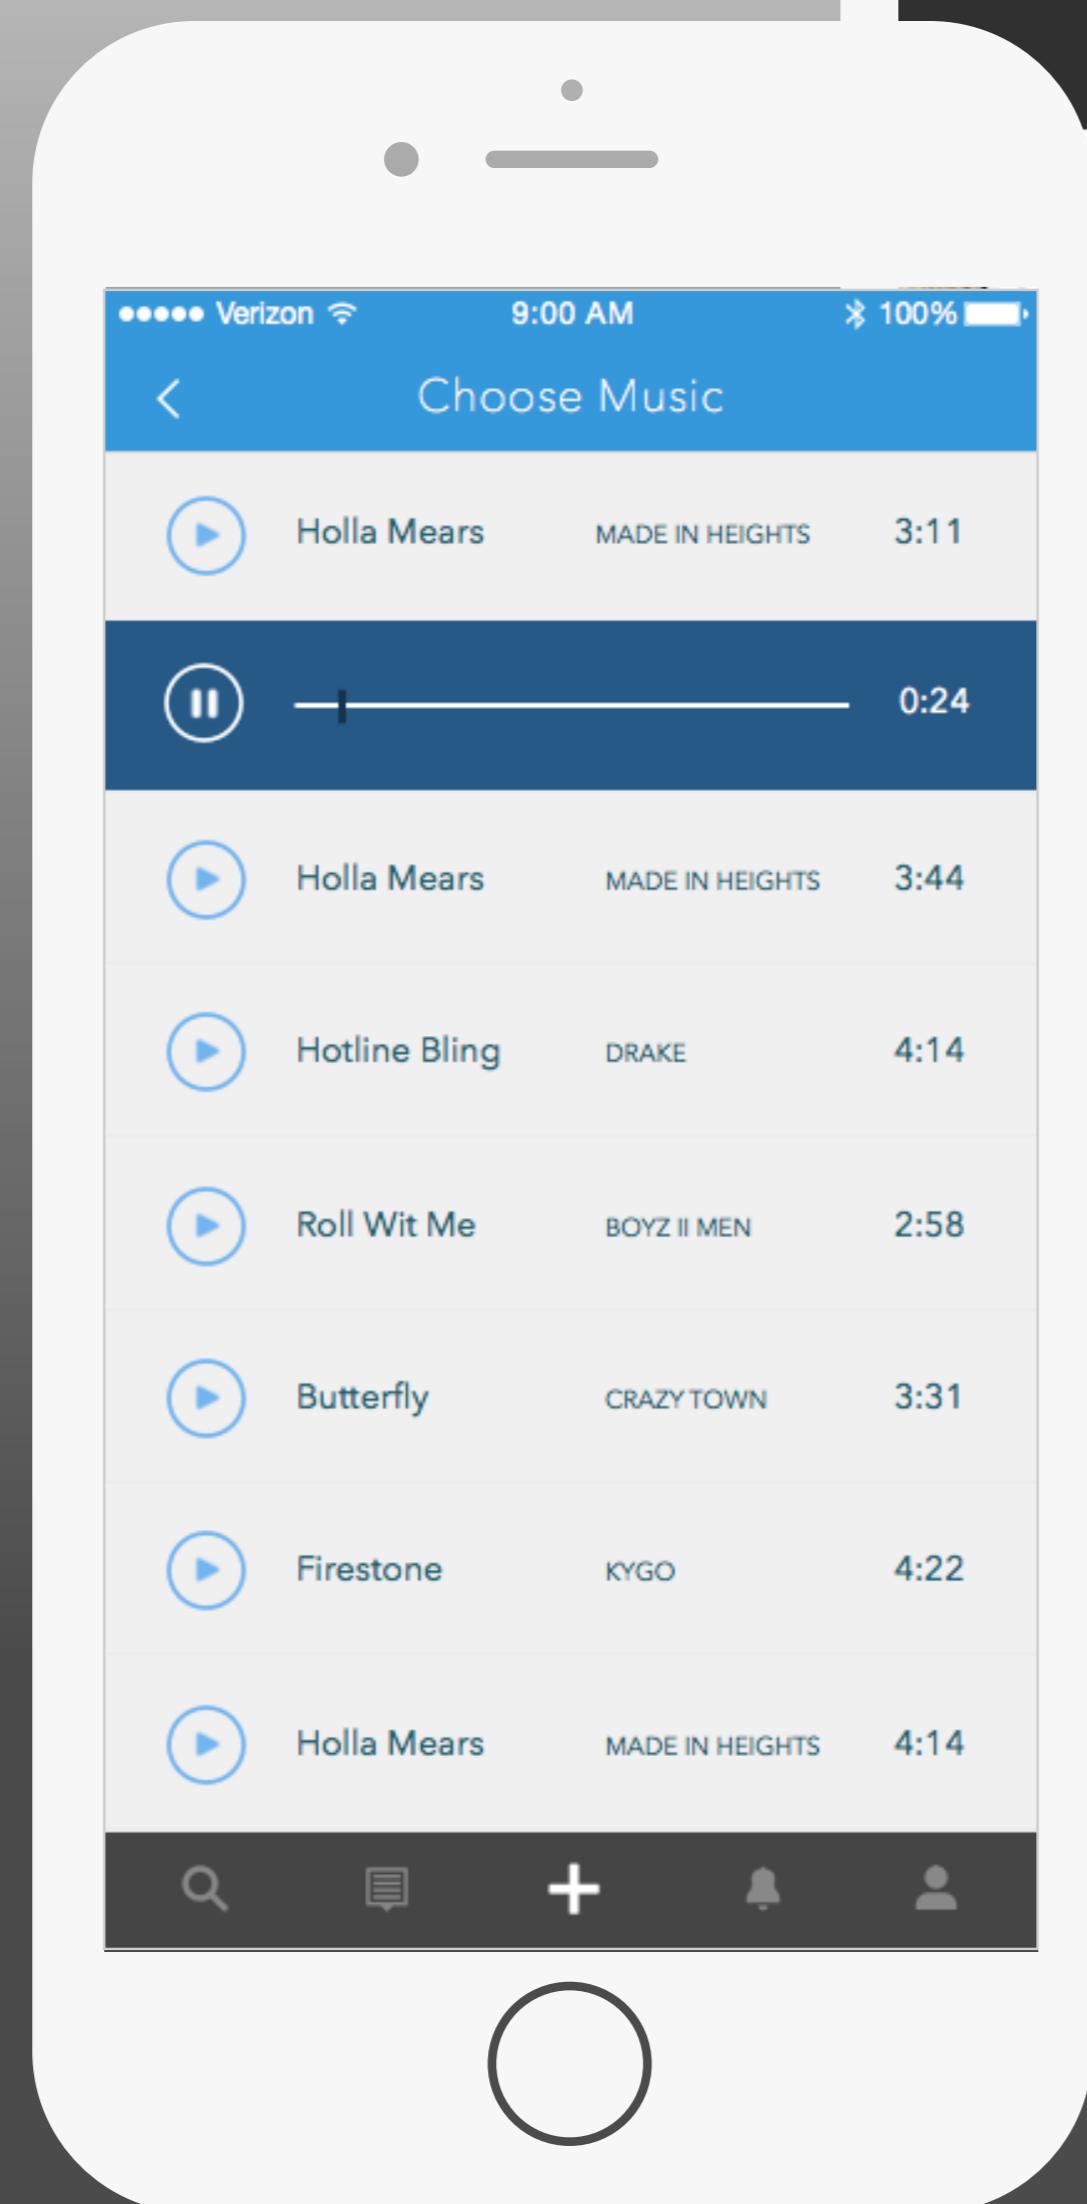 Verizon 9:00 AM 100%
Choose Music
Holla Mears MADE IN HEIGHTS 3:11
0:24
Holla Mears MADE IN HEIGHTS 3:44
Hotline Bling DRAKE 4:14
Roll Wit Me BOYZ II MEN 2:58
Butterfly CRAZY TOWN 3:31
Firestone KYGO 4:22
Holla Mears MADE IN HEIGHTS 4:14